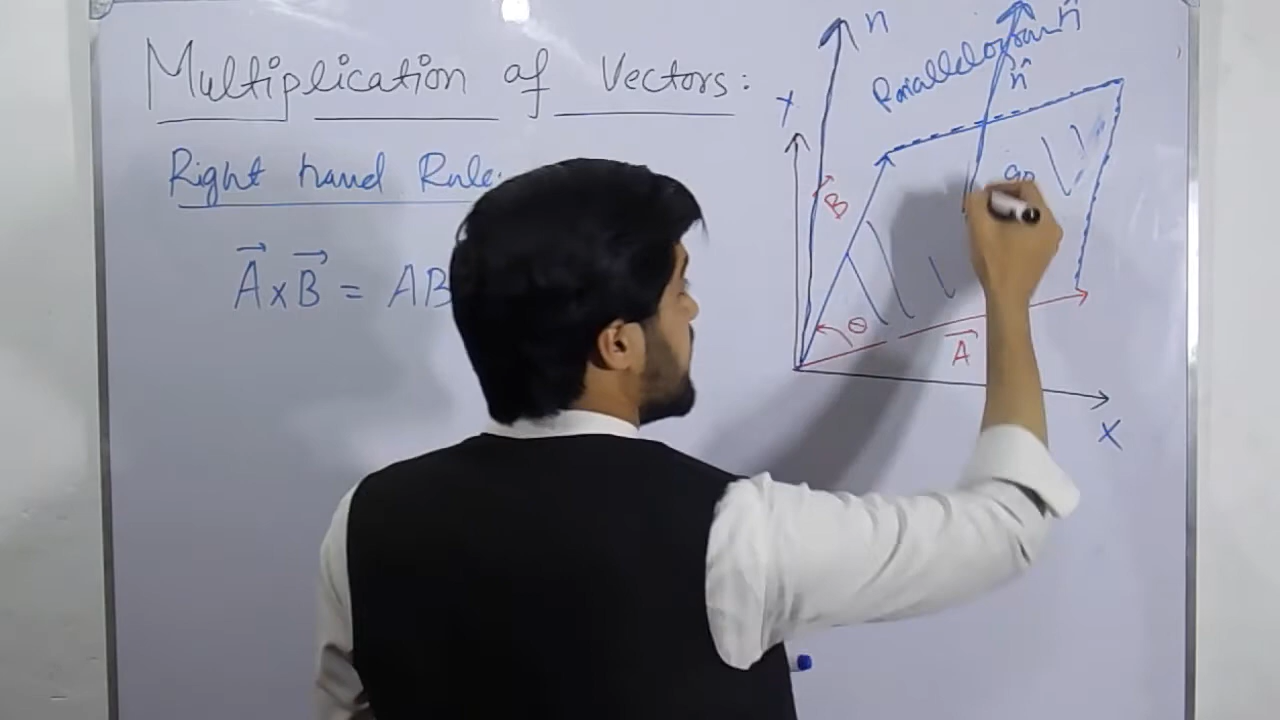 Multiplication of Vectors:
Right hand Rule:
A⃗ x B⃗ = AB
Y
n
Parallelogram
n̂
n̂
90
B
θ
A⃗
X